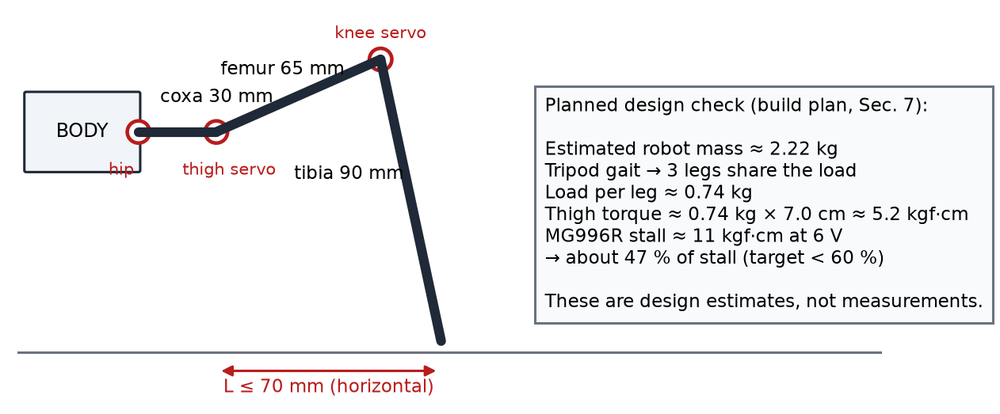 knee servo
femur 65 mm
coxa 30 mm
BODY
hip
thigh servo
tibia 90 mm
L ≤ 70 mm (horizontal)
Planned design check (build plan, Sec. 7):
Estimated robot mass ≈ 2.22 kg
Tripod gait → 3 legs share the load
Load per leg ≈ 0.74 kg
Thigh torque ≈ 0.74 kg × 7.0 cm ≈ 5.2 kgf·cm
MG996R stall ≈ 11 kgf·cm at 6 V
→ about 47 % of stall (target < 60 %)
These are design estimates, not measurements.